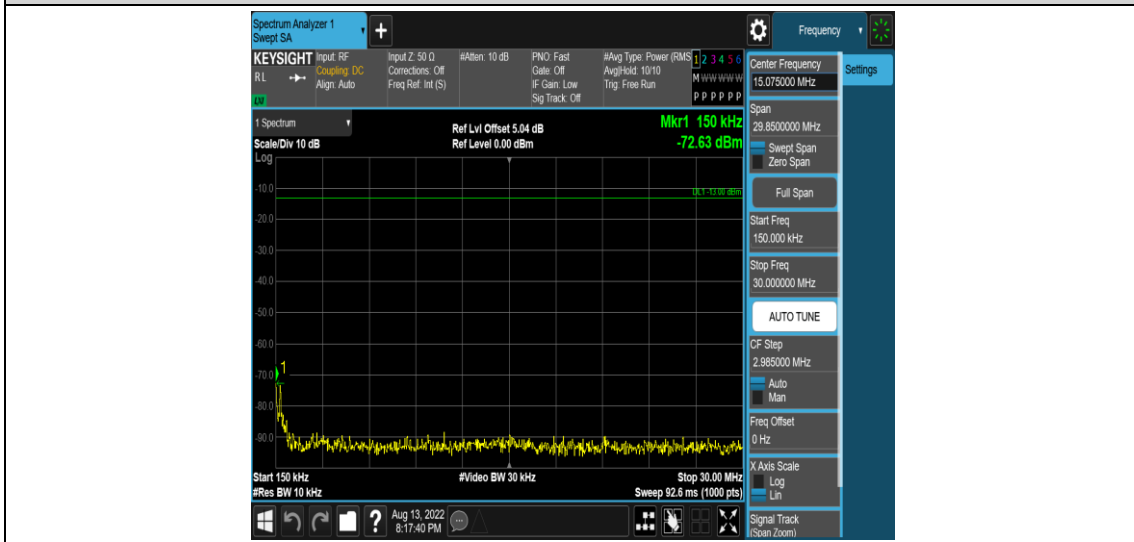 Spectrum Analyzer 1
Swept SA
+
Frequency
KEYSIGHT
RL
LXI
Input: RF
Coupling: DC
Align: Auto
Input Z: 50 Ω
Corrections: Off
Freq Ref: Int (S)
#Atten: 10 dB
PNO: Fast
Gate: Off
IF Gain: Low
Sig Track: Off
#Avg Type: Power (RMS
Avg|Hold: 10/10
Trig: Free Run
1 2 3 4 5 6
M W W W W W
P P P P P P
1 Spectrum
Scale/Div 10 dB
Log
Ref Lvl Offset 5.04 dB
Ref Level 0.00 dBm
Mkr1 150 kHz
-72.63 dBm
DL1 -13.00 dBm
-10.0
-20.0
-30.0
-40.0
-50.0
-60.0
-70.0
-80.0
-90.0
1
Start 150 kHz
#Video BW 30 kHz
Stop 30.00 MHz
#Res BW 10 kHz
Sweep 92.6 ms (1000 pts)
?
Aug 13, 2022
8:17:40 PM
Center Frequency
15.075000 MHz
Settings
Span
29.8500000 MHz
Swept Span
Zero Span
Full Span
Start Freq
150.000 kHz
Stop Freq
30.000000 MHz
AUTO TUNE
CF Step
2.985000 MHz
Auto
Man
Freq Offset
0 Hz
X Axis Scale
Log
Lin
Signal Track
(Span Zoom)